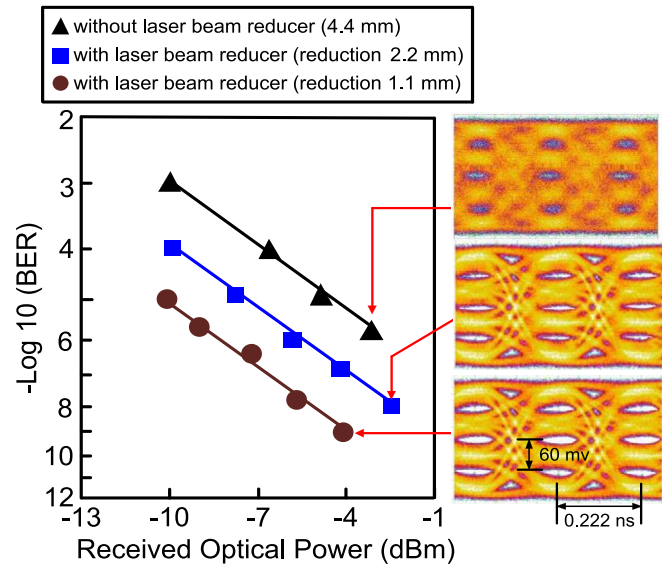 without laser beam reducer (4.4 mm)
with laser beam reducer (reduction 2.2 mm)
with laser beam reducer (reduction 1.1 mm)
2
3
4
6
8
10
12
-Log 10 (BER)
-13
-10
-7
-4
-1
Received Optical Power (dBm)
60 mv
0.222 ns